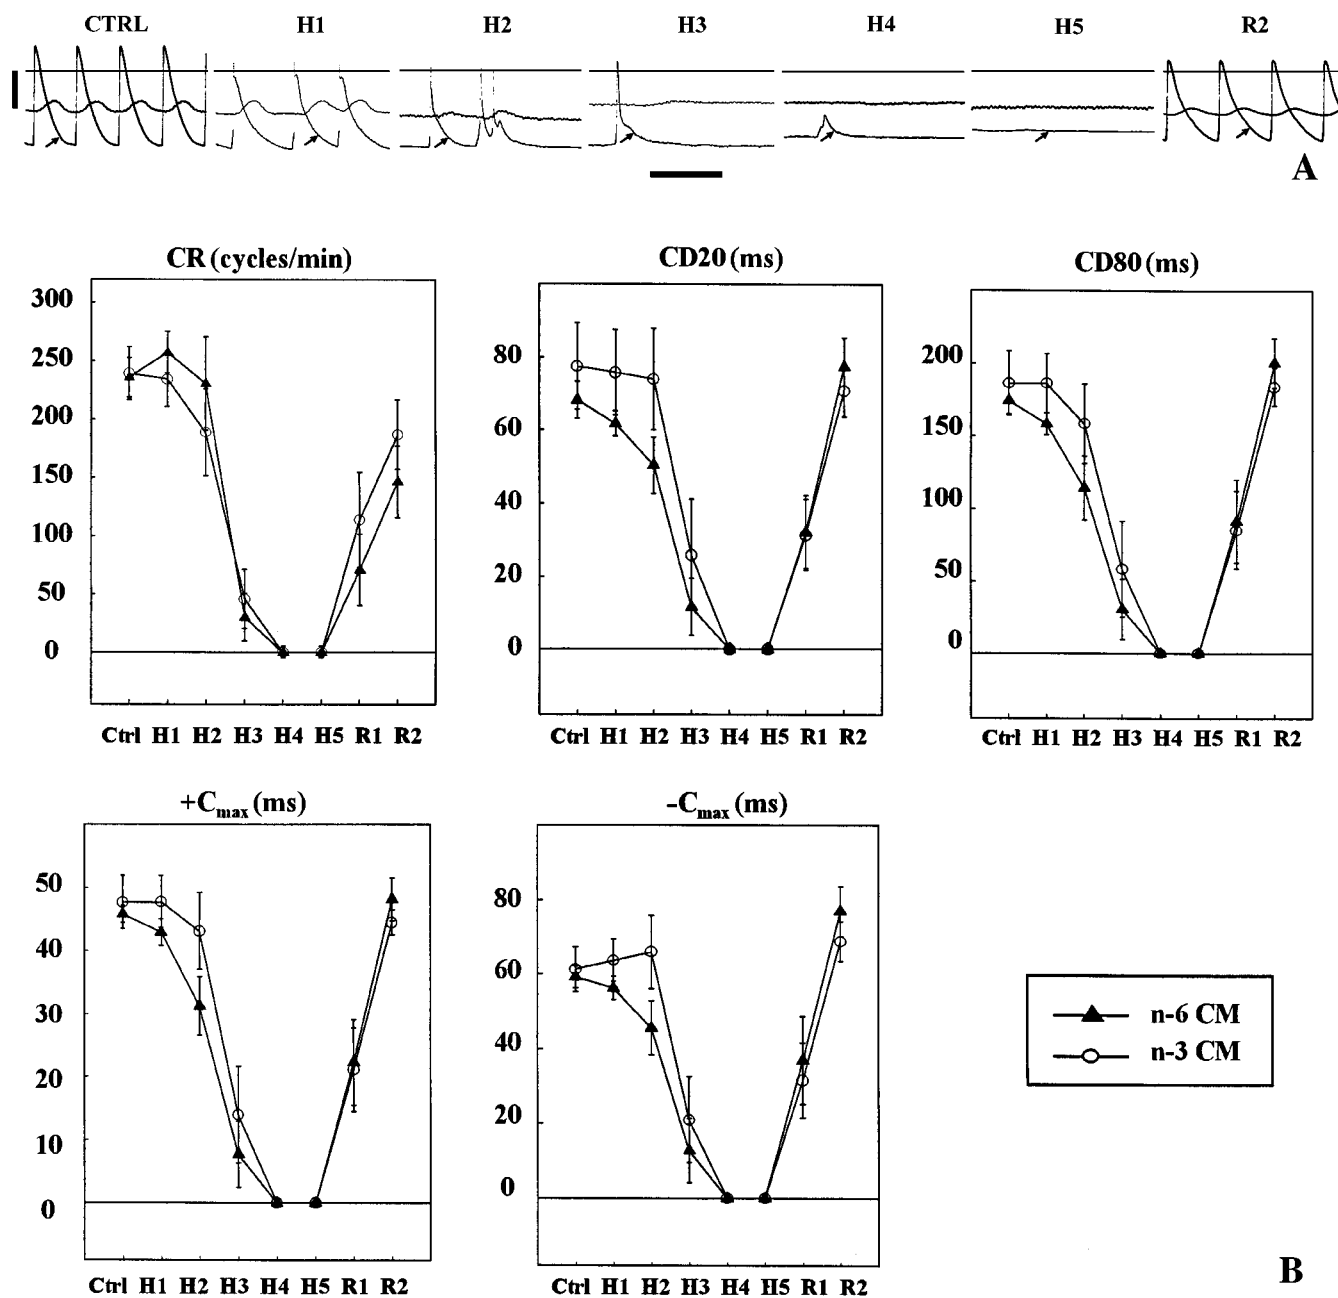 CTRL H1 H2 H3 H4 H5 R2
A
CR (cycles/min)
300
250
200
150
100
50
0
Ctrl H1 H2 H3 H4 H5 R1 R2
CD20 (ms)
80
60
40
20
0
Ctrl H1 H2 H3 H4 H5 R1 R2
CD80 (ms)
200
150
100
50
0
Ctrl H1 H2 H3 H4 H5 R1 R2
+Cmax (ms)
50
40
30
20
10
0
Ctrl H1 H2 H3 H4 H5 R1 R2
-Cmax (ms)
80
60
40
20
0
Ctrl H1 H2 H3 H4 H5 R1 R2
n-6 CM
n-3 CM
B